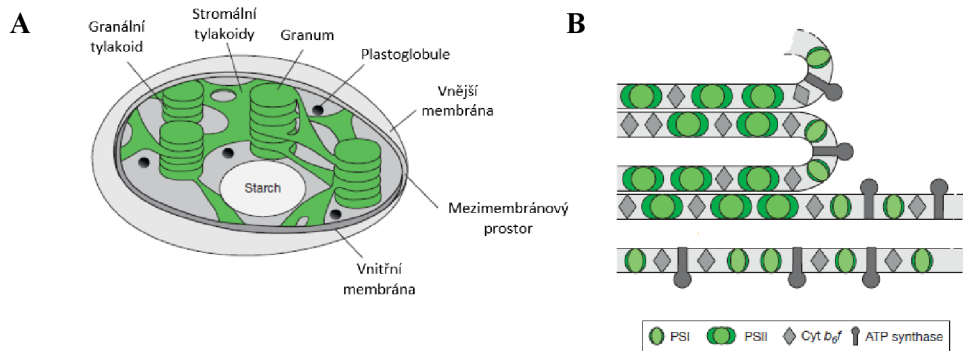 A
Granální
tylakoid
Stromální
tylakoidy
Granum
Plastoglobule
Vnější
membrána
Starch
Mezimembránový
prostor
Vnitřní
membrána
B
PSI
PSII
Cyt b6f
ATP synthase